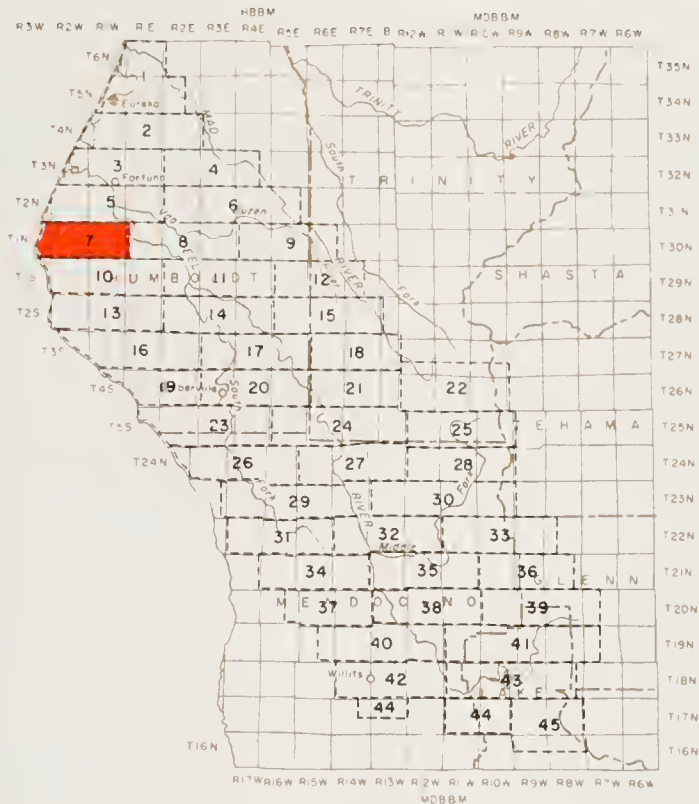 HBBM MDBBM
R3W R2W R1W R1E R2E R3E R4E R5E R6E R7E R12W R11W R10W R9W R8W R7W R6W
T6N T35N
1
T5N Eureka T34N
MAD TRINITY
T4N 2 T33N
RIVER
T3N 3 4 South T32N
Fortuna TRINITY
T2N 5 6 T31N
T1N 7 8 9 T30N
EEL RIVER
10 HUMBOLDT 11 12 Fork SHASTA T29N
T2S 13 14 15 T28N
T3S 16 17 18 T27N
T4S 19 20 21 22 T26N
South
T5S 23 24 25 TEHAMA T25N
T24N 26 27 28 T24N
Fork RIVER Fork
29 30 T23N
31 32 33 T22N
Middle
34 35 36 GLENN T21N
37 MENDOCINO 38 39 T20N
40 41 T19N
Willits 42 43 T18N
LAKE
44 44 45 T17N
T16N T16N
R17W R16W R15W R14W R13W R12W R11W R10W R9W R8W R7W R6W
MDBBM